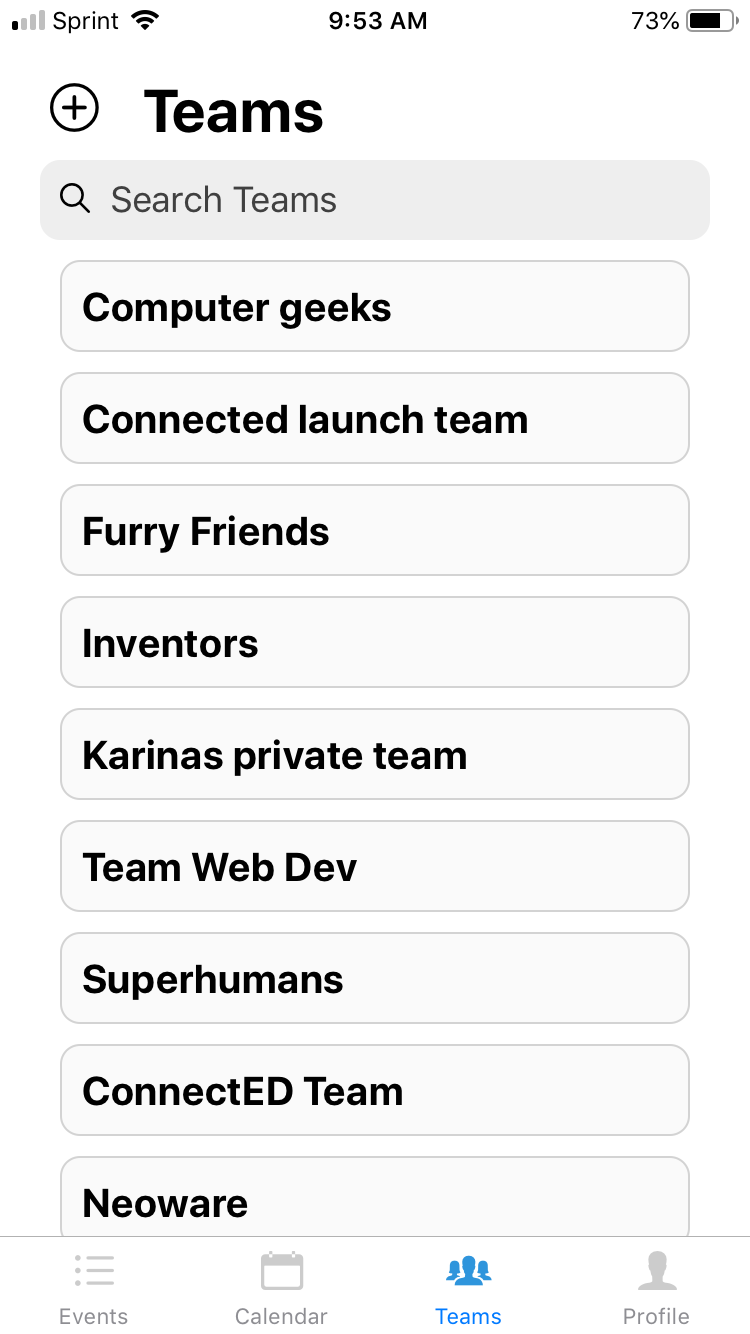 Sprint 9:53 AM 73%
Teams
Search Teams
Computer geeks
Connected launch team
Furry Friends
Inventors
Karinas private team
Team Web Dev
Superhumans
ConnectED Team
Neoware
Events Calendar Teams Profile